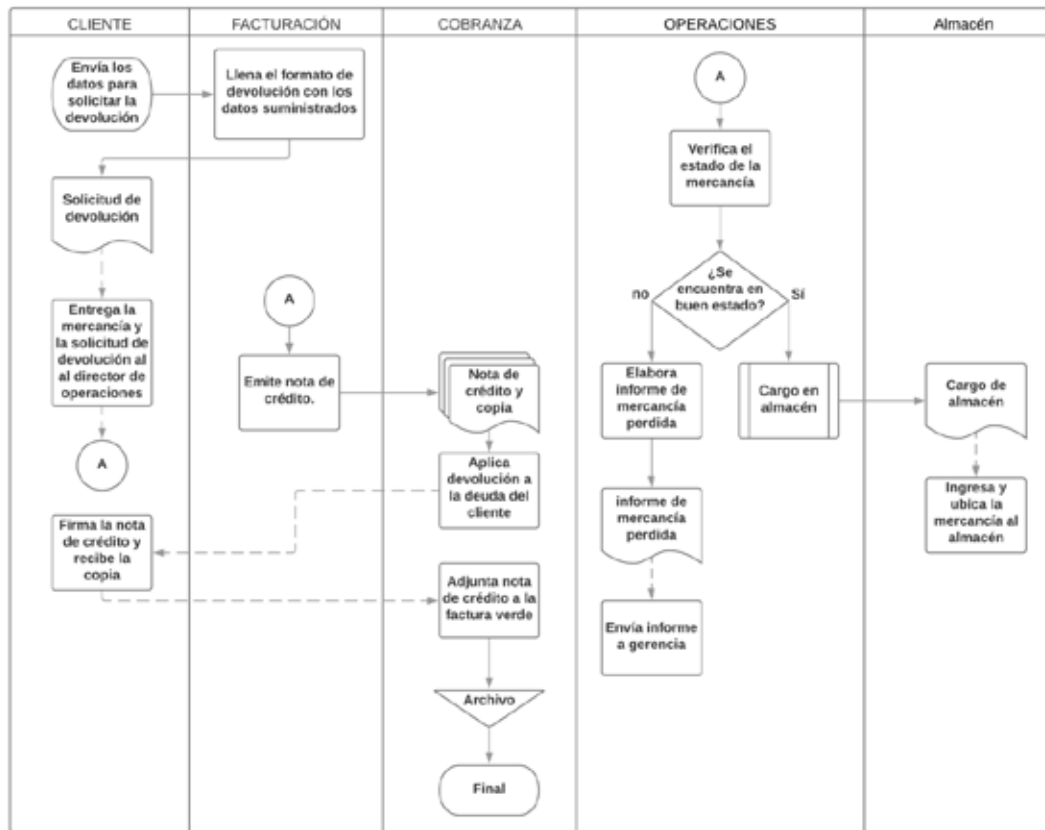 CLIENTE
FACTURACIÓN
COBRANZA
OPERACIONES
Almacén
Envía los
datos para
solicitar la
devolución
Llena el formato de
devolución con los
datos suministrados
Solicitud de
devolución
Entrega la
mercancía y
la solicitud de
devolución al
al director de
operaciones
A
Firma la nota
de crédito y
recibe la
copia
A
Emite nota de
crédito.
Nota de
crédito y
copia
Aplica
devolución a
la deuda del
cliente
Adjunta nota
de crédito a la
factura verde
Archivo
Final
A
Verifica el
estado de la
mercancía
¿Se
encuentra en
buen estado?
no
Sí
Elabora
informe de
mercancía
perdida
Cargo en
almacén
informe de
mercancía
perdida
Envía informe
a gerencia
Cargo de
almacén
Ingresa y
ubica la
mercancía al
almacén